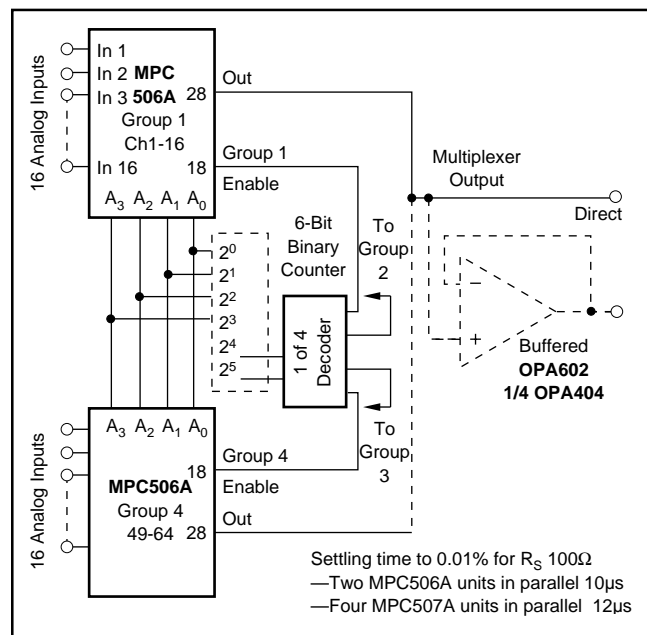 16 Analog Inputs
In 1
In 2 MPC
In 3 506A
Group 1
Ch1-16
In 16
28
18
A3 A2 A1 A0
Out
Group 1
Enable
Multiplexer
Output
Direct
6-Bit
Binary
Counter
To
Group
2
2^0
2^1
2^2
2^3
2^4
2^5
1 of 4
Decoder
−
+
Buffered
OPA602
1/4 OPA404
To
Group
3
16 Analog Inputs
A3 A2 A1 A0
18
MPC506A
Group 4
49-64
28
Group 4
Enable
Out
Settling time to 0.01% for RS 100Ω
—Two MPC506A units in parallel 10µs
—Four MPC507A units in parallel 12µs